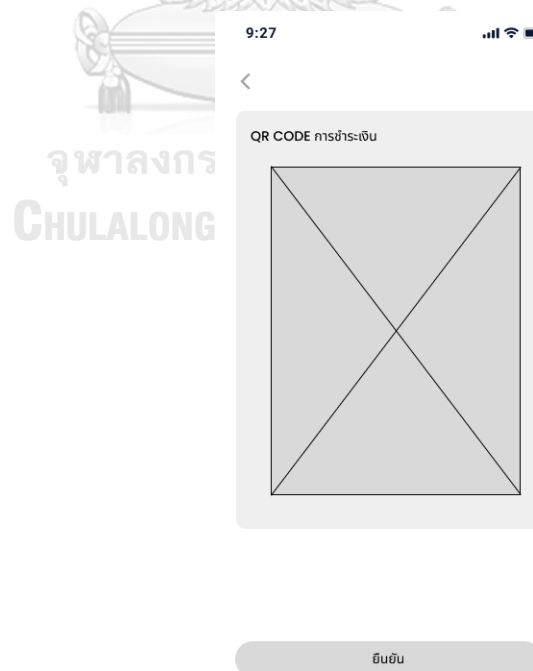 9:27
QR CODE การชำระเงิน
จุฬาลงกร
CHULALONG
ยืนยัน